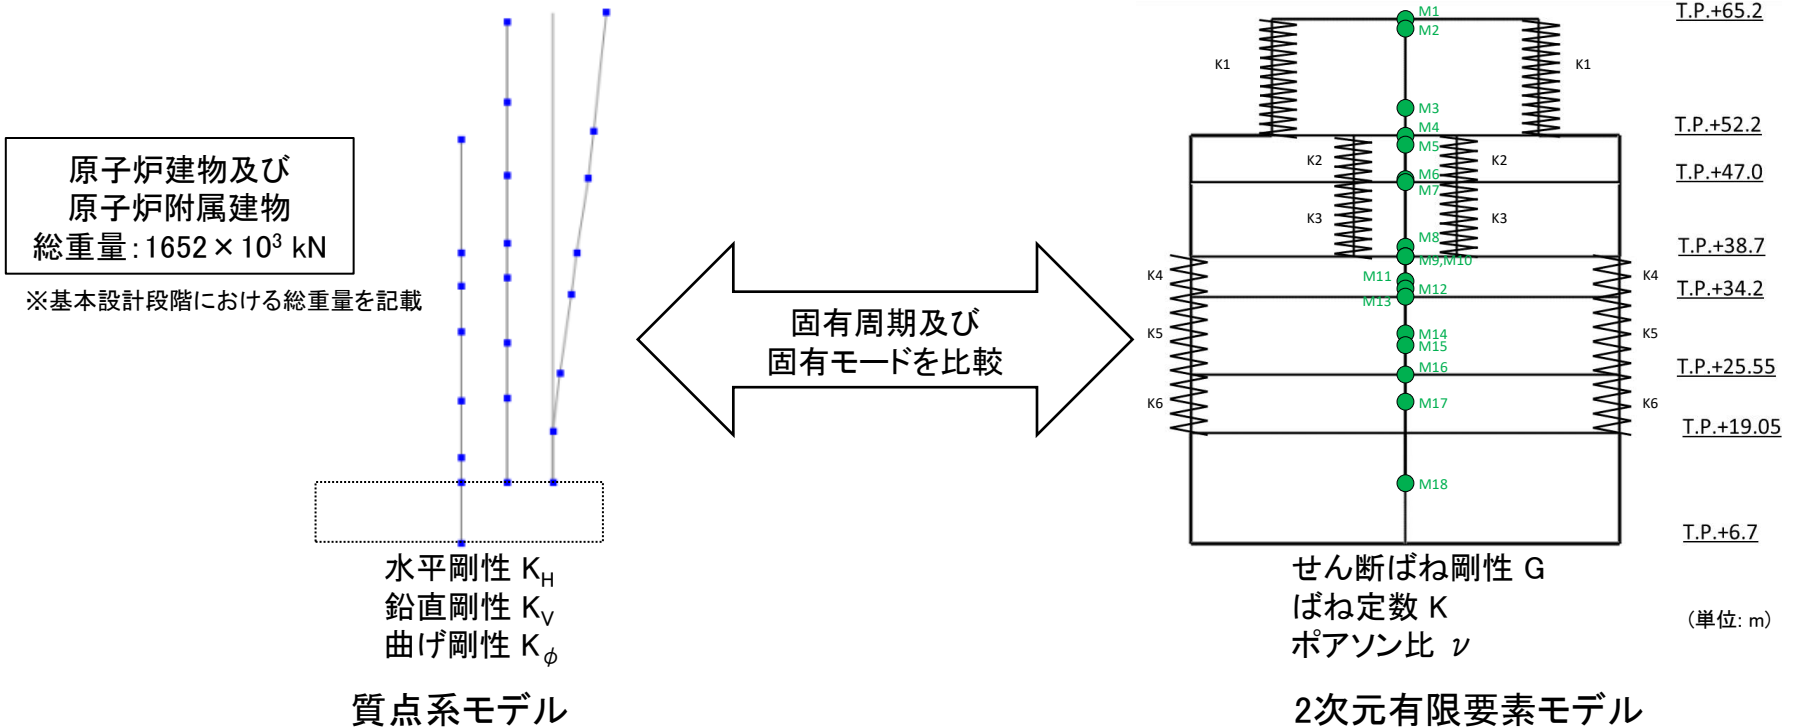 原子炉建物及び
原子炉附属建物
総重量:1652×10³ kN
※基本設計段階における総重量を記載
水平剛性 K_H
鉛直剛性 K_V
曲げ剛性 K_φ
質点系モデル
固有周期及び
固有モードを比較
M1
M2
K1
K1
M3
M4
M5
K2
K2
M6
M7
K3
K3
M8
M9,M10
K4
K4
M11
M12
M13
K5
K5
M14
M15
M16
K6
K6
M17
M18
T.P.+65.2
T.P.+52.2
T.P.+47.0
T.P.+38.7
T.P.+34.2
T.P.+25.55
T.P.+19.05
T.P.+6.7
(単位: m)
せん断ばね剛性 G
ばね定数 K
ポアソン比 ν
2次元有限要素モデル